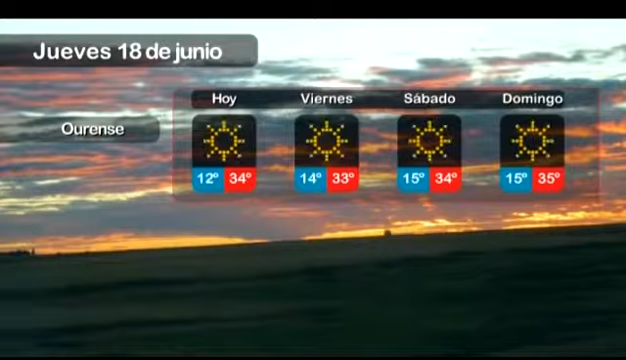 Jueves 18 de junio
Hoy Viernes Sábado Domingo
Ourense
12º 34º 14º 33º 15º 34º 15º 35º